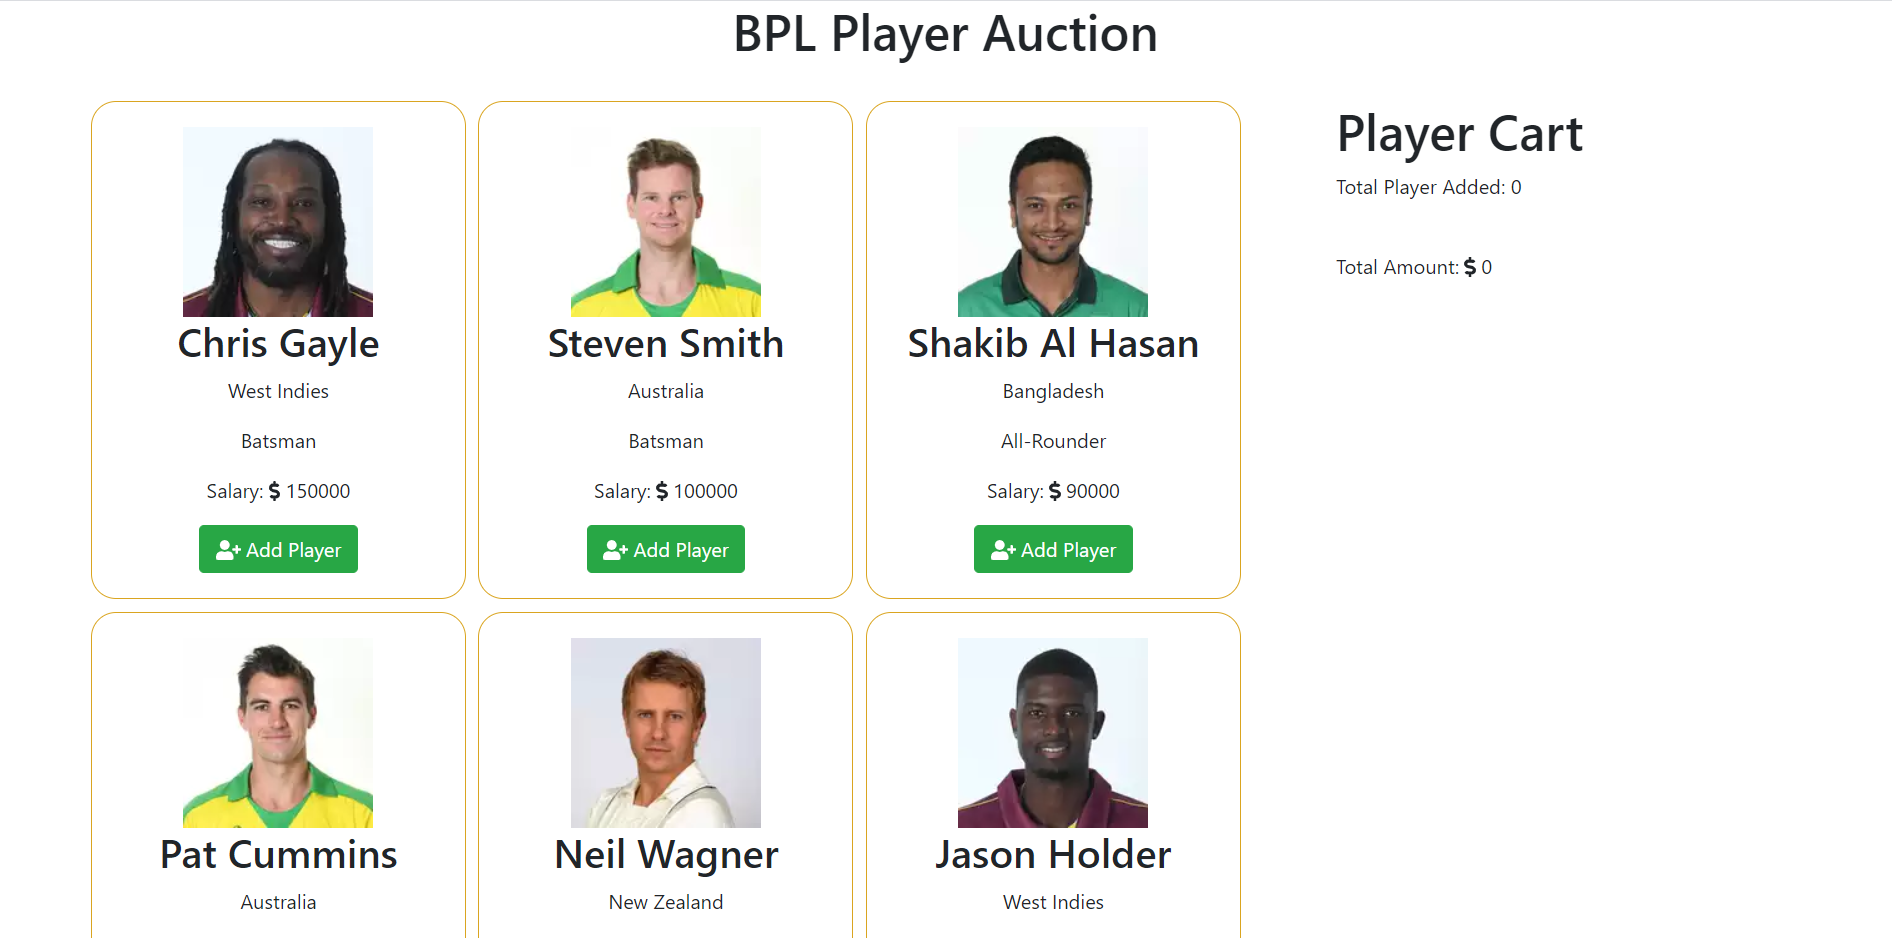 BPL Player Auction
Chris Gayle
West Indies
Batsman
Salary: $ 150000
Add Player
Steven Smith
Australia
Batsman
Salary: $ 100000
Add Player
Shakib Al Hasan
Bangladesh
All-Rounder
Salary: $ 90000
Add Player
Pat Cummins
Australia
Neil Wagner
New Zealand
Jason Holder
West Indies
Player Cart
Total Player Added: 0
Total Amount: $ 0